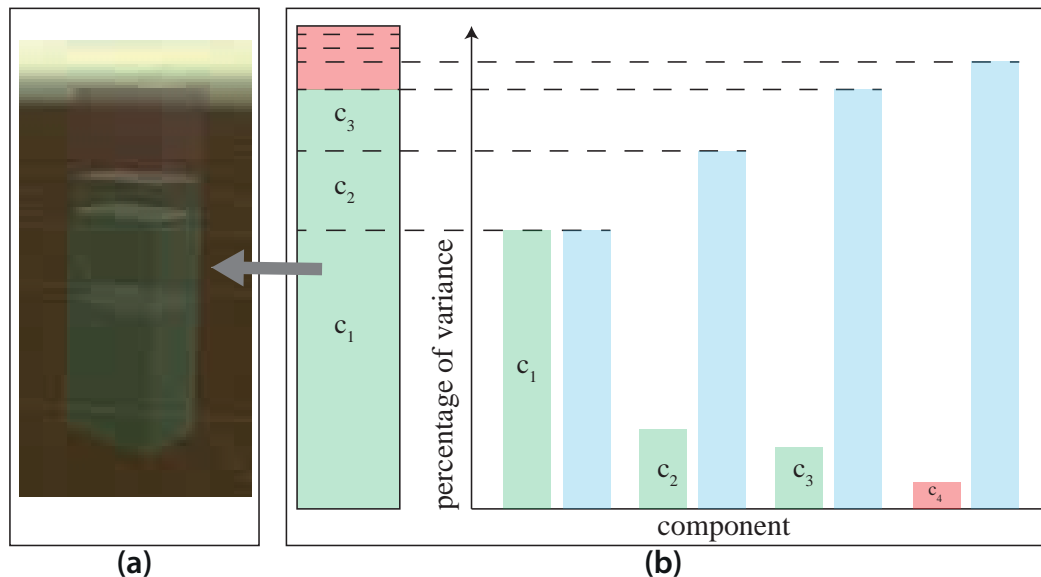 c3
c2
c1
percentage of variance
c1
c2
c3
c4
component
(a)
(b)